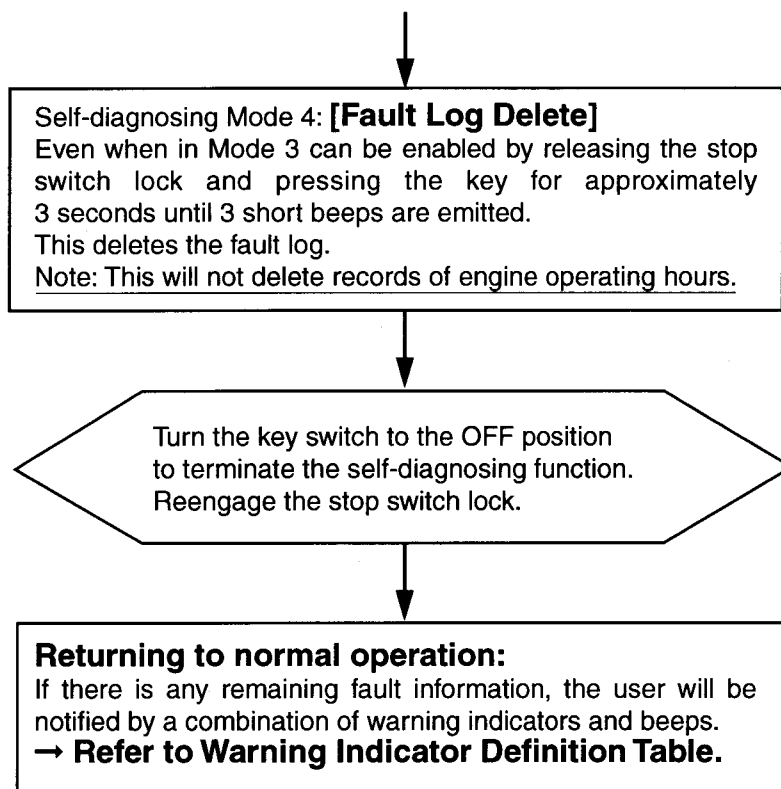 Self-diagnosing Mode 4: [Fault Log Delete]
Even when in Mode 3 can be enabled by releasing the stop
switch lock and pressing the key for approximately
3 seconds until 3 short beeps are emitted.
This deletes the fault log.
Note: This will not delete records of engine operating hours.
Turn the key switch to the OFF position
to terminate the self-diagnosing function.
Reengage the stop switch lock.
Returning to normal operation:
If there is any remaining fault information, the user will be
notified by a combination of warning indicators and beeps.
→ Refer to Warning Indicator Definition Table.